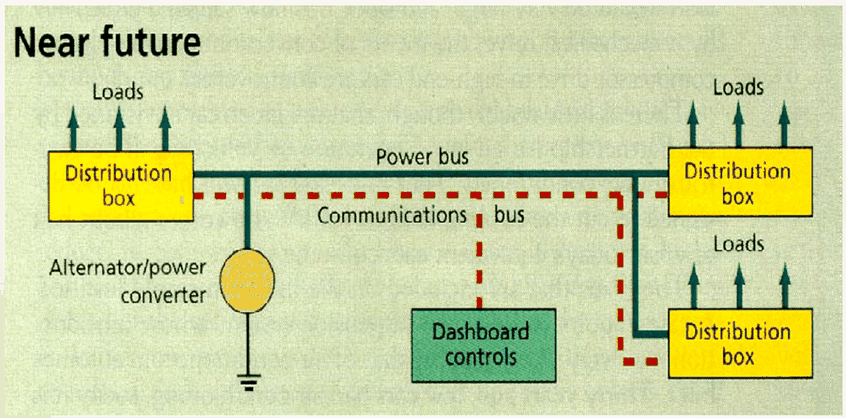 Near future
Loads
Loads
Power bus
Distribution
box
Distribution
box
Communications bus
Loads
Alternator/power
converter
Dashboard
controls
Distribution
box